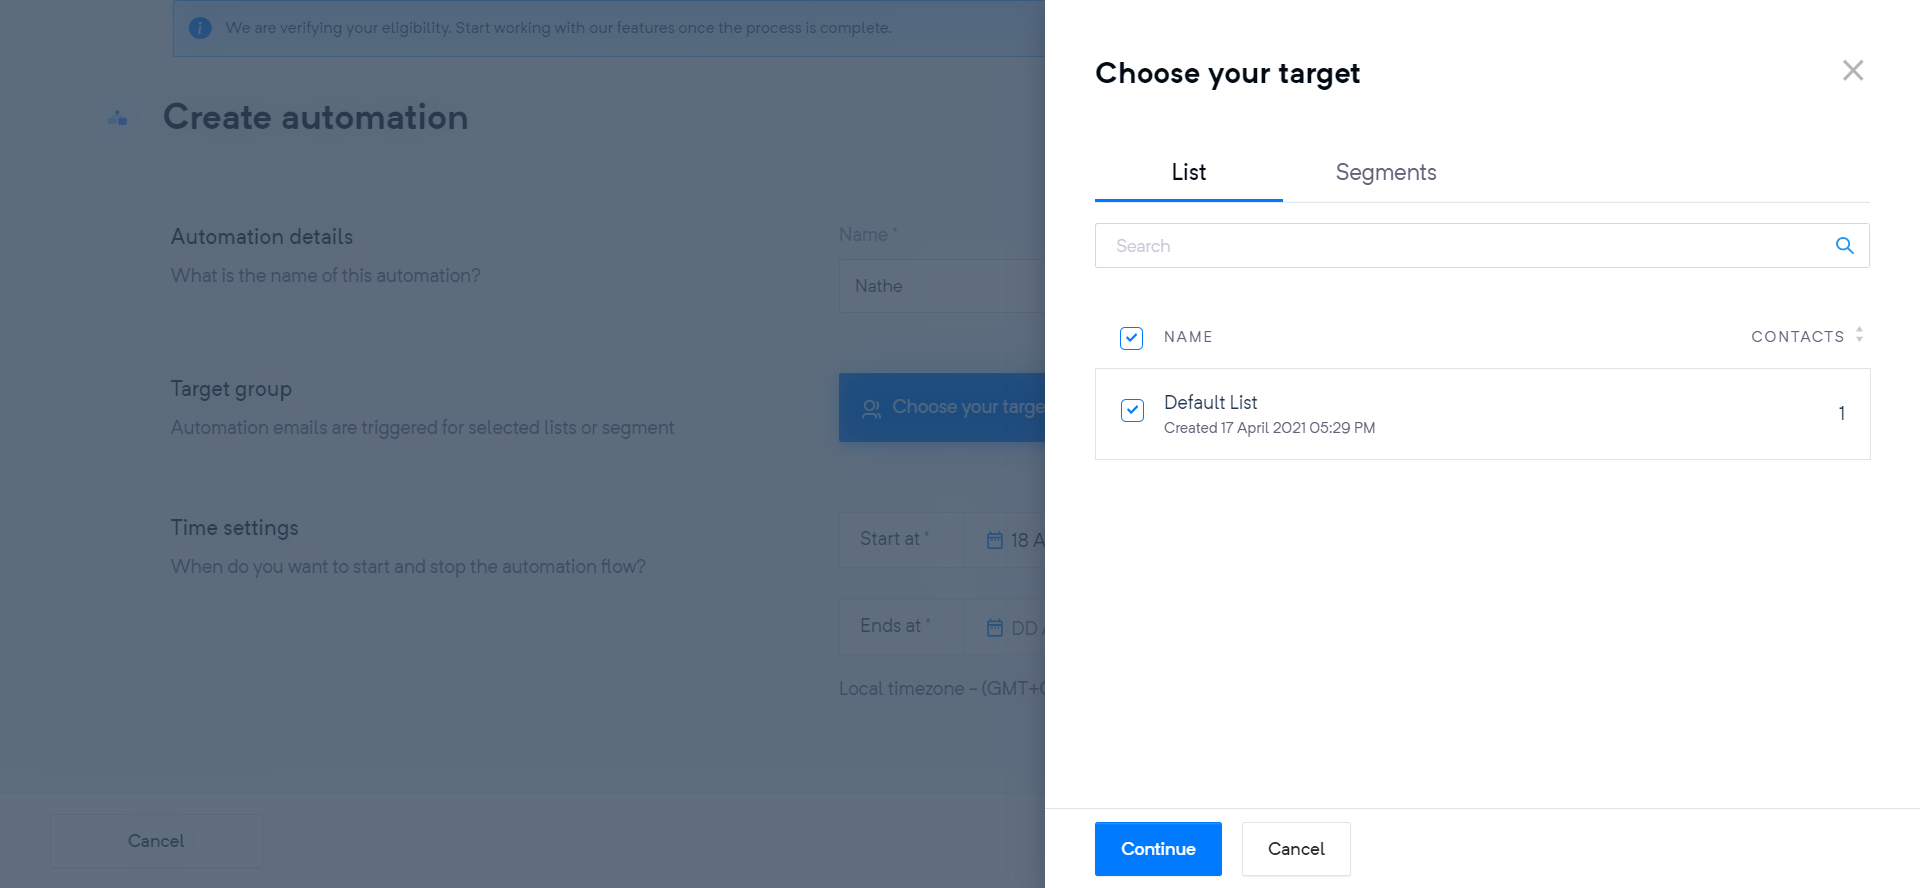 We are verifying your eligibility. Start working with our features once the process is complete.
Create automation
Automation details
What is the name of this automation?
Name *
Nathe
Target group
Automation emails are triggered for selected lists or segment
Choose your targe
Time settings
When do you want to start and stop the automation flow?
Start at *
18 A
Ends at *
DD
Local timezone - (GMT+
Cancel
Choose your target
List
Segments
Search
NAME
CONTACTS
Default List
Created 17 April 2021 05:29 PM
1
Continue
Cancel